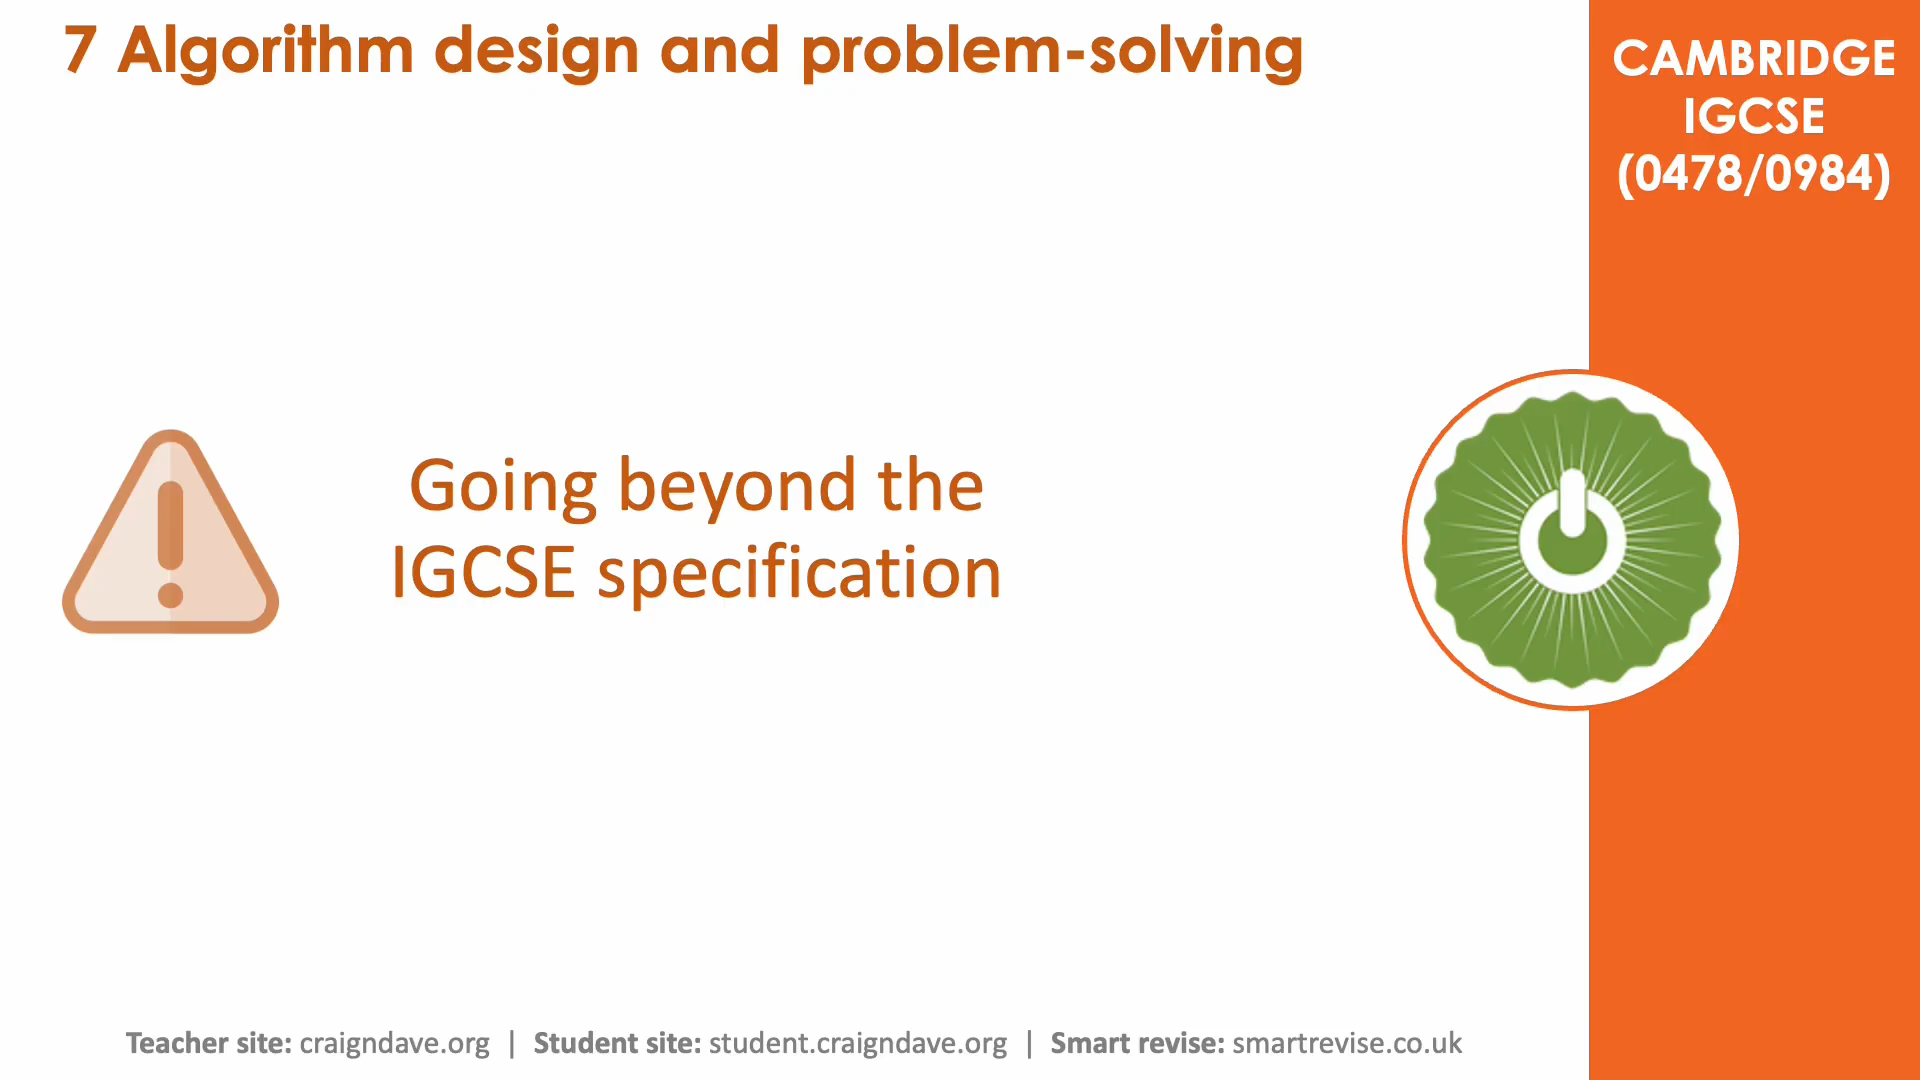 7 Algorithm design and problem-solving
CAMBRIDGE
IGCSE
(0478/0984)
Going beyond the
IGCSE specification
Teacher site: craigndave.org | Student site: student.craigndave.org | Smart revise: smartrevise.co.uk